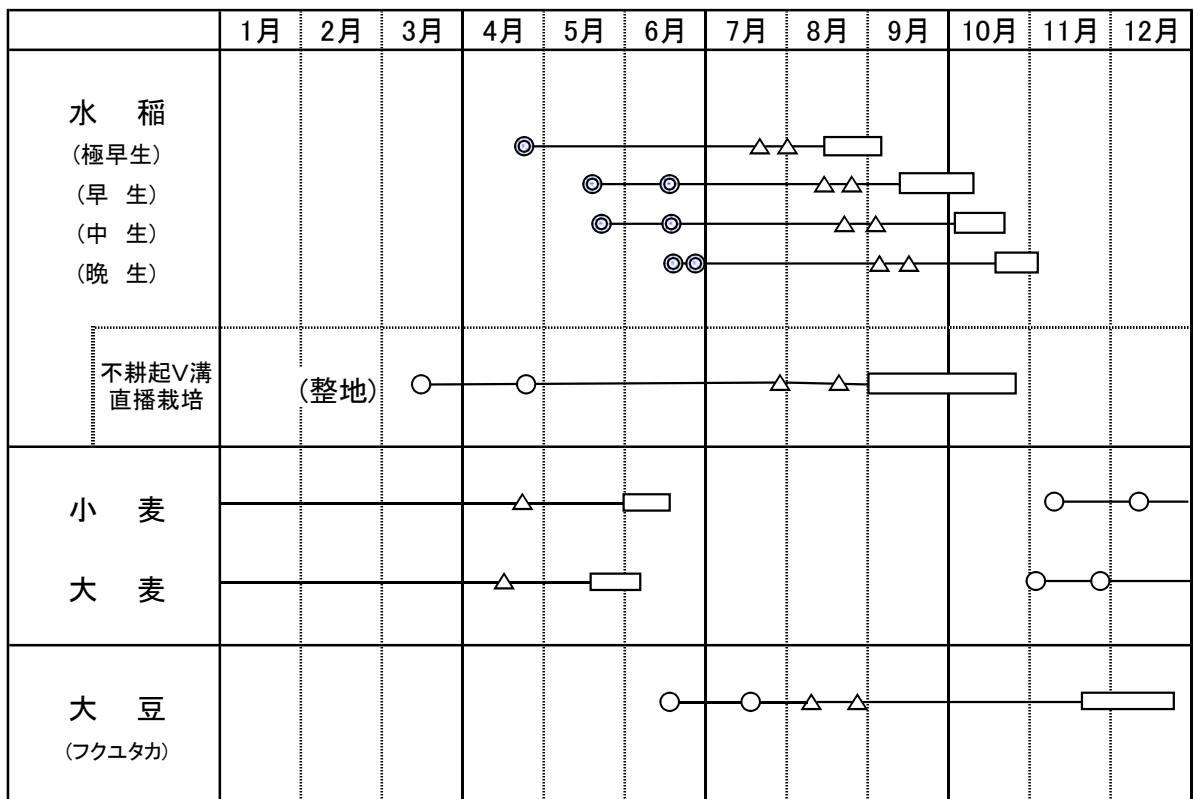 1月 2月 3月 4月 5月 6月 7月 8月 9月 10月 11月 12月
水 稲
(極早生)
(早 生)
(中 生)
(晩 生)
不耕起V溝
直播栽培
(整地)
小 麦
大 麦
大 豆
(フクユタカ)